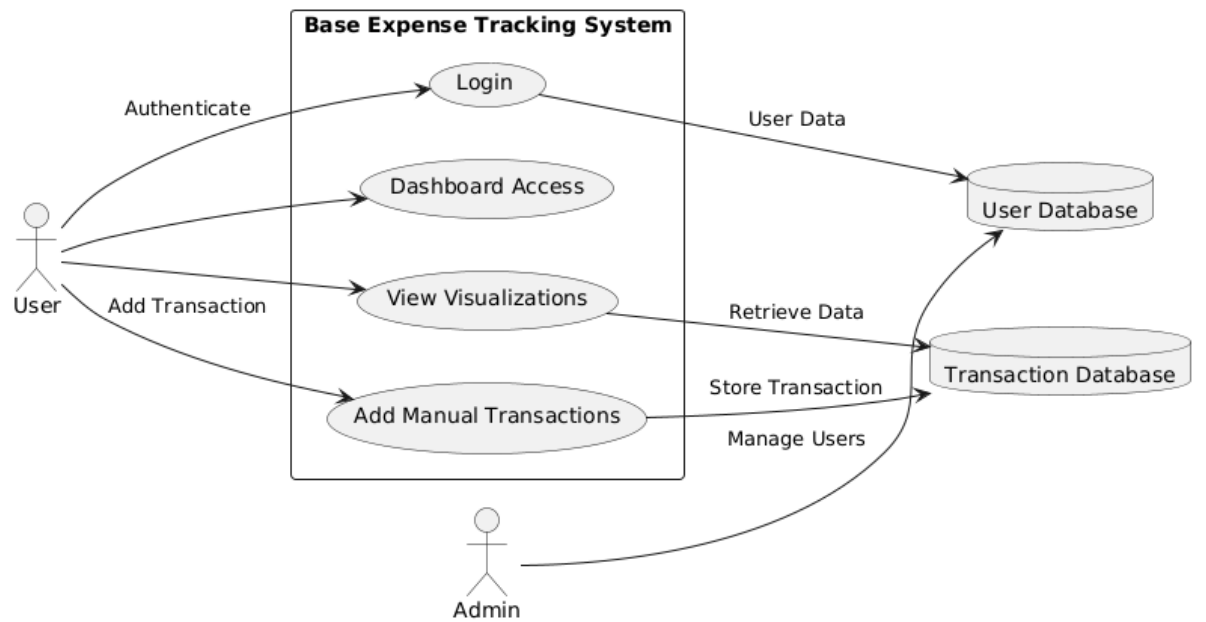 Base Expense Tracking System
Login
Authenticate
User Data
Dashboard Access
User Database
User
Add Transaction
View Visualizations
Retrieve Data
Transaction Database
Store Transaction
Add Manual Transactions
Manage Users
Admin